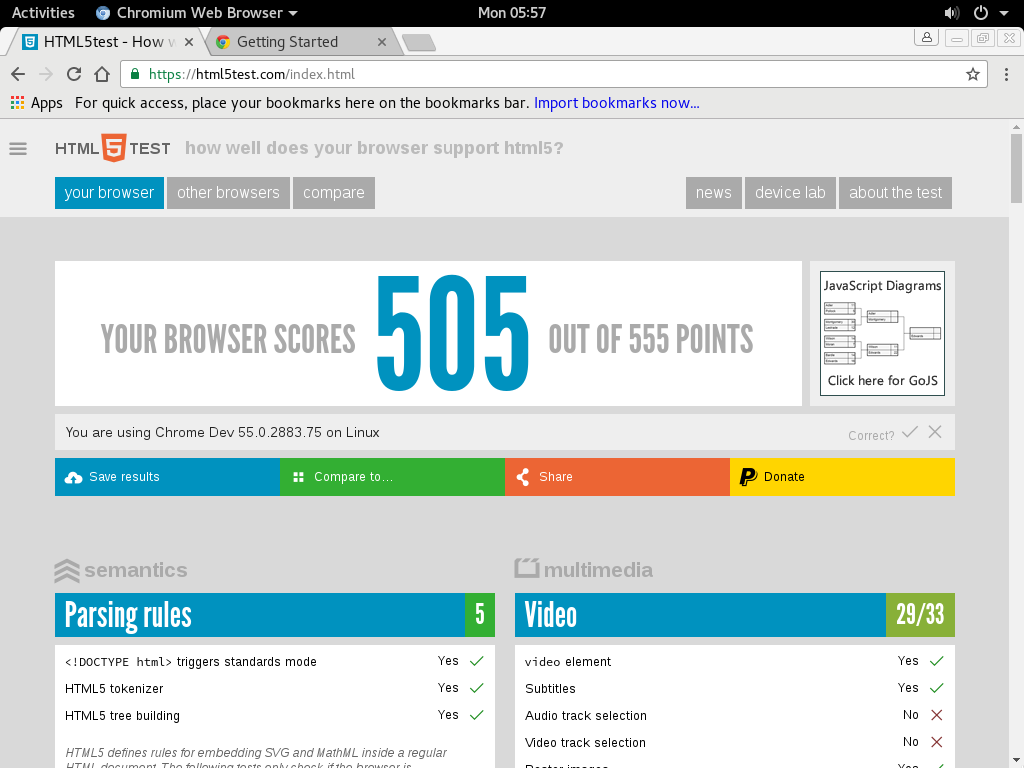 Activities Chromium Web Browser Mon 05:57
HTML5test - How w Getting Started
https://html5test.com/index.html
Apps For quick access, place your bookmarks here on the bookmarks bar. Import bookmarks now...
HTML 5 TEST how well does your browser support html5?
your browser other browsers compare news device lab about the test
YOUR BROWSER SCORES 505 OUT OF 555 POINTS
JavaScript Diagrams
Click here for GoJS
You are using Chrome Dev 55.0.2883.75 on Linux Correct?
Save results Compare to... Share Donate
semantics
Parsing rules 5
<!DOCTYPE html> triggers standards mode Yes
HTML5 tokenizer Yes
HTML5 tree building Yes
HTML5 defines rules for embedding SVG and MathML inside a regular
HTML document. The following tests only check if the browser is
multimedia
Video 29/33
video element Yes
Subtitles Yes
Audio track selection No
Video track selection No
Poster images Yes